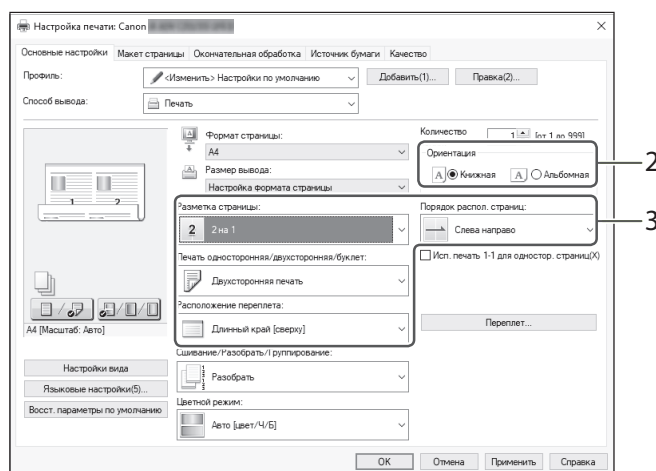 Настройка печати: Canon
Основные настройки Макет страницы Окончательная обработка Источник бумаги Качество
Профиль: <Изменить> Настройки по умолчанию Добавить(1)... Правка(2)...
Способ вывода: Печать
Формат страницы:
A4
Количество 1 [от 1 до 999]
Размер вывода:
Настройка формата страницы
Ориентация
A Книжная A Альбомная
2
Разметка страницы:
2 2 на 1
Порядок распол. страниц:
Слева направо
3
1 2
Печать односторонняя/двухсторонняя/буклет:
Двухсторонняя печать
Исп. печать 1-1 для одностор. страниц(X)
Расположение переплета:
Длинный край [сверху]
Переплет...
A4 [Масштаб: Авто]
Сшивание/Разобрать/Группирование:
Разобрать
Настройки вида
Языковые настройки(5)...
Восст. параметры по умолчанию
Цветной режим:
Авто [цвет/Ч/Б]
OK Отмена Применить Справка